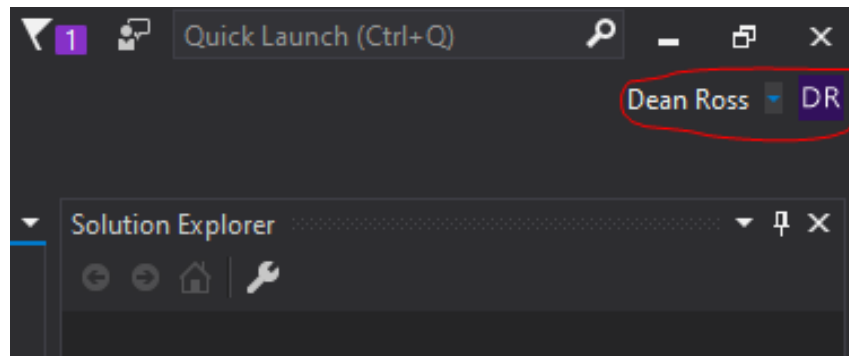 1 Quick Launch (Ctrl+Q)
Dean Ross DR
Solution Explorer